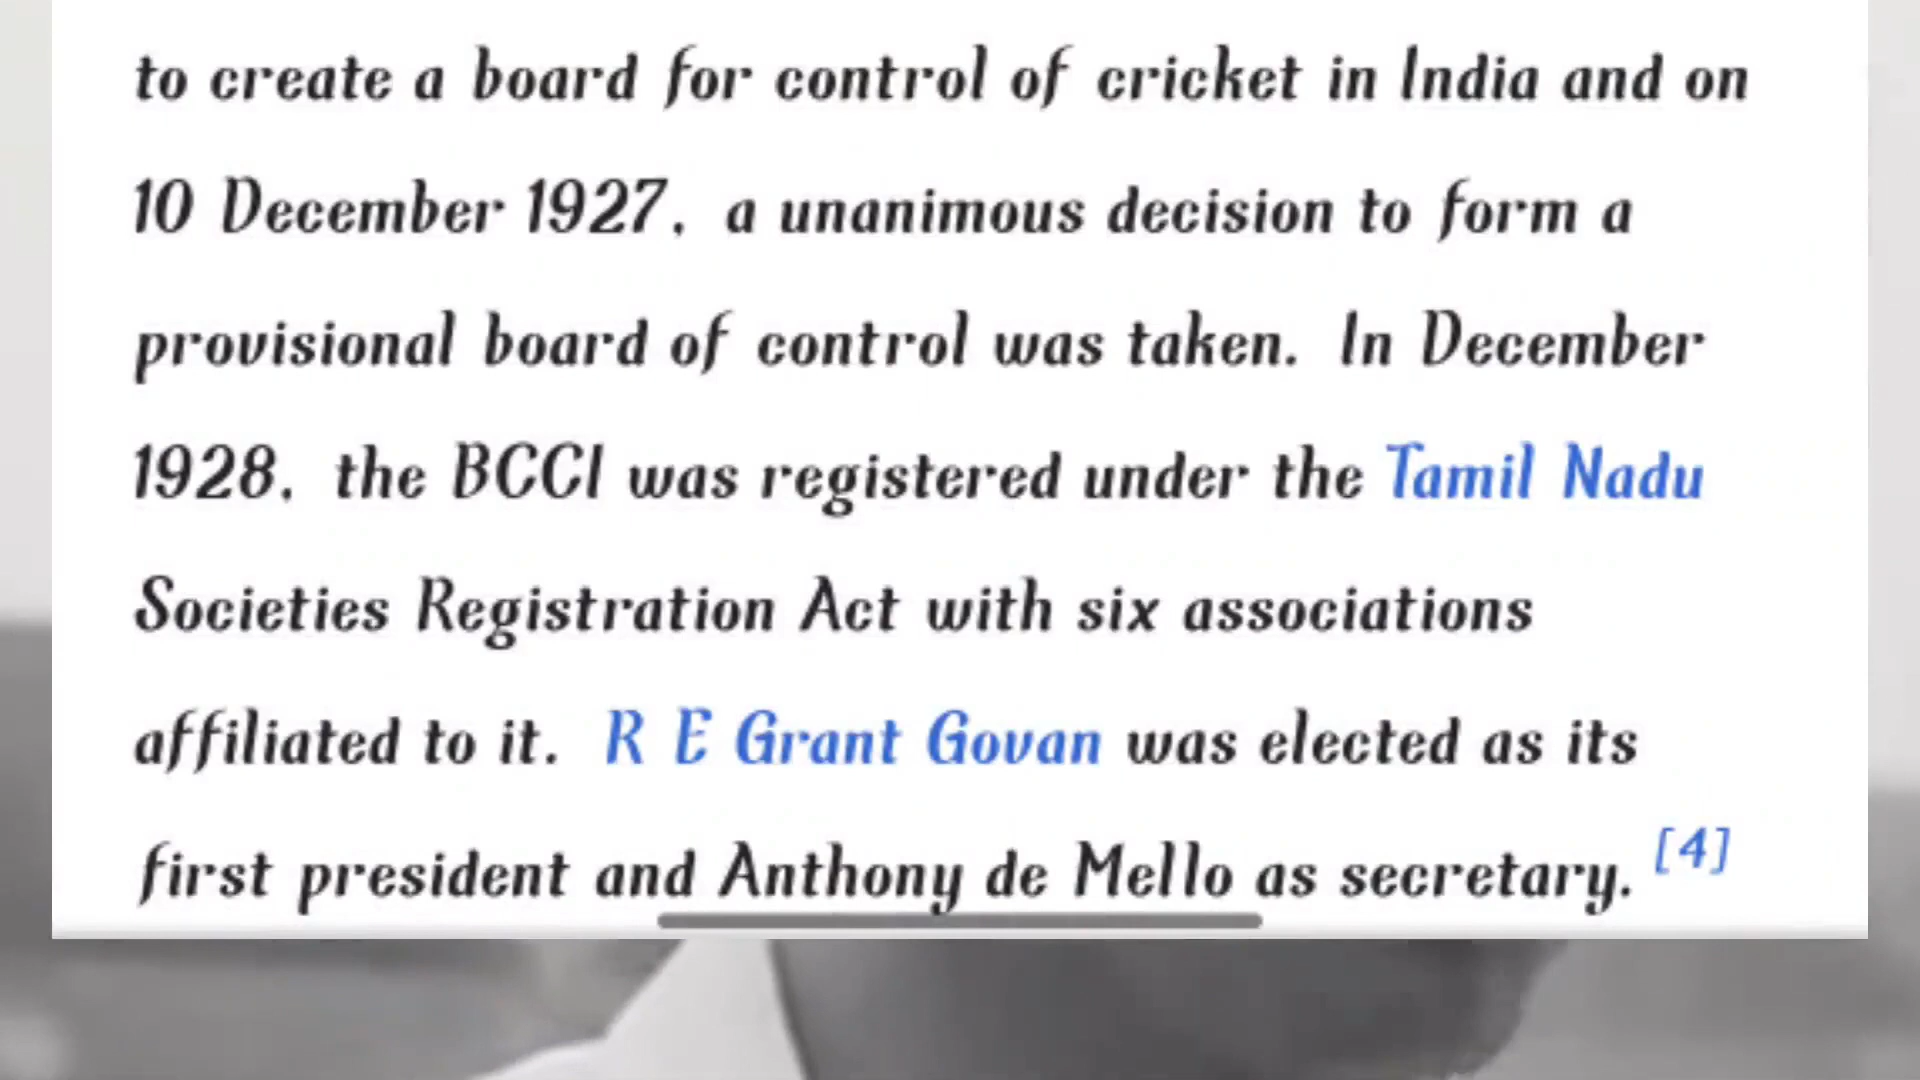 to create a board for control of cricket in India and on
10 December 1927, a unanimous decision to form a
provisional board of control was taken. In December
1928, the BCCI was registered under the Tamil Nadu
Societies Registration Act with six associations
affiliated to it. R E Grant Govan was elected as its
first president and Anthony de Mello as secretary. [4]